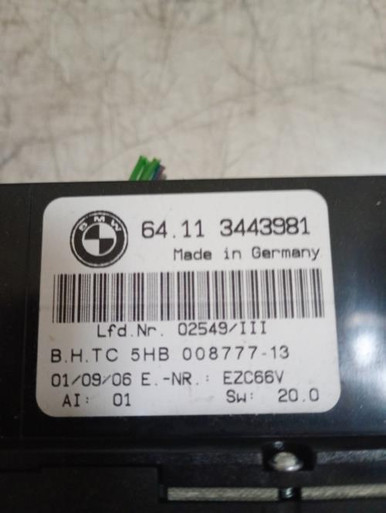 BMW
64.11 3443981
Made in Germany
Lfd.Nr. 02549/III
B.H.TC 5HB 008777-13
01/09/06 E.-NR.: EZC66V
AI: 01 Sw: 20.0